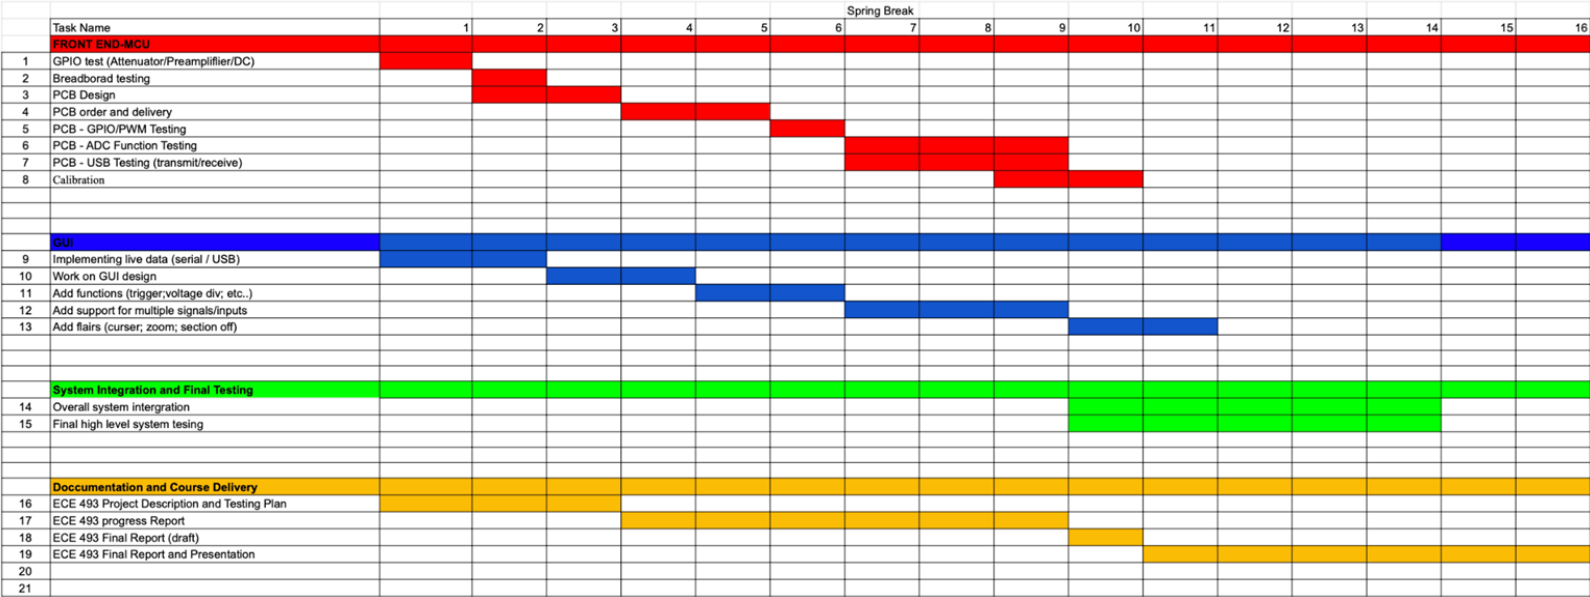 Spring Break
Task Name 1 2 3 4 5 6 7 8 9 10 11 12 13 14 15 16
FRONT END-MCU
1 GPIO test (Attenuator/Preampliflier/DC)
2 Breadborad testing
3 PCB Design
4 PCB order and delivery
5 PCB - GPIO/PWM Testing
6 PCB - ADC Function Testing
7 PCB - USB Testing (transmit/receive)
8 Calibration
GUI
9 Implementing live data (serial / USB)
10 Work on GUI design
11 Add functions (trigger;voltage div; etc..)
12 Add support for multiple signals/inputs
13 Add flairs (curser; zoom; section off)
System Integration and Final Testing
14 Overall system intergration
15 Final high level system tesing
Doccumentation and Course Delivery
16 ECE 493 Project Description and Testing Plan
17 ECE 493 progress Report
18 ECE 493 Final Report (draft)
19 ECE 493 Final Report and Presentation
20
21